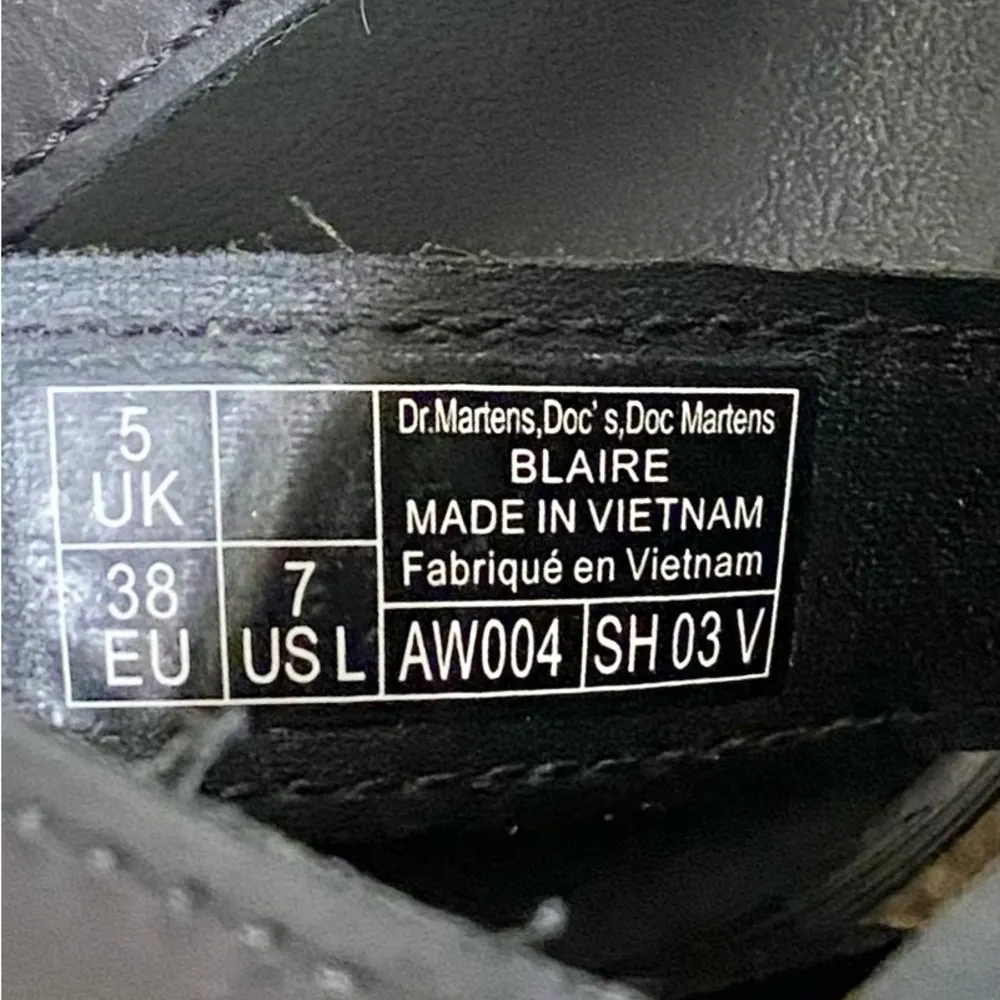 5
UK
38
EU
7
US L
Dr.Martens,Doc's,Doc Martens
BLAIRE
MADE IN VIETNAM
Fabriqué en Vietnam
AW004
SH 03 V